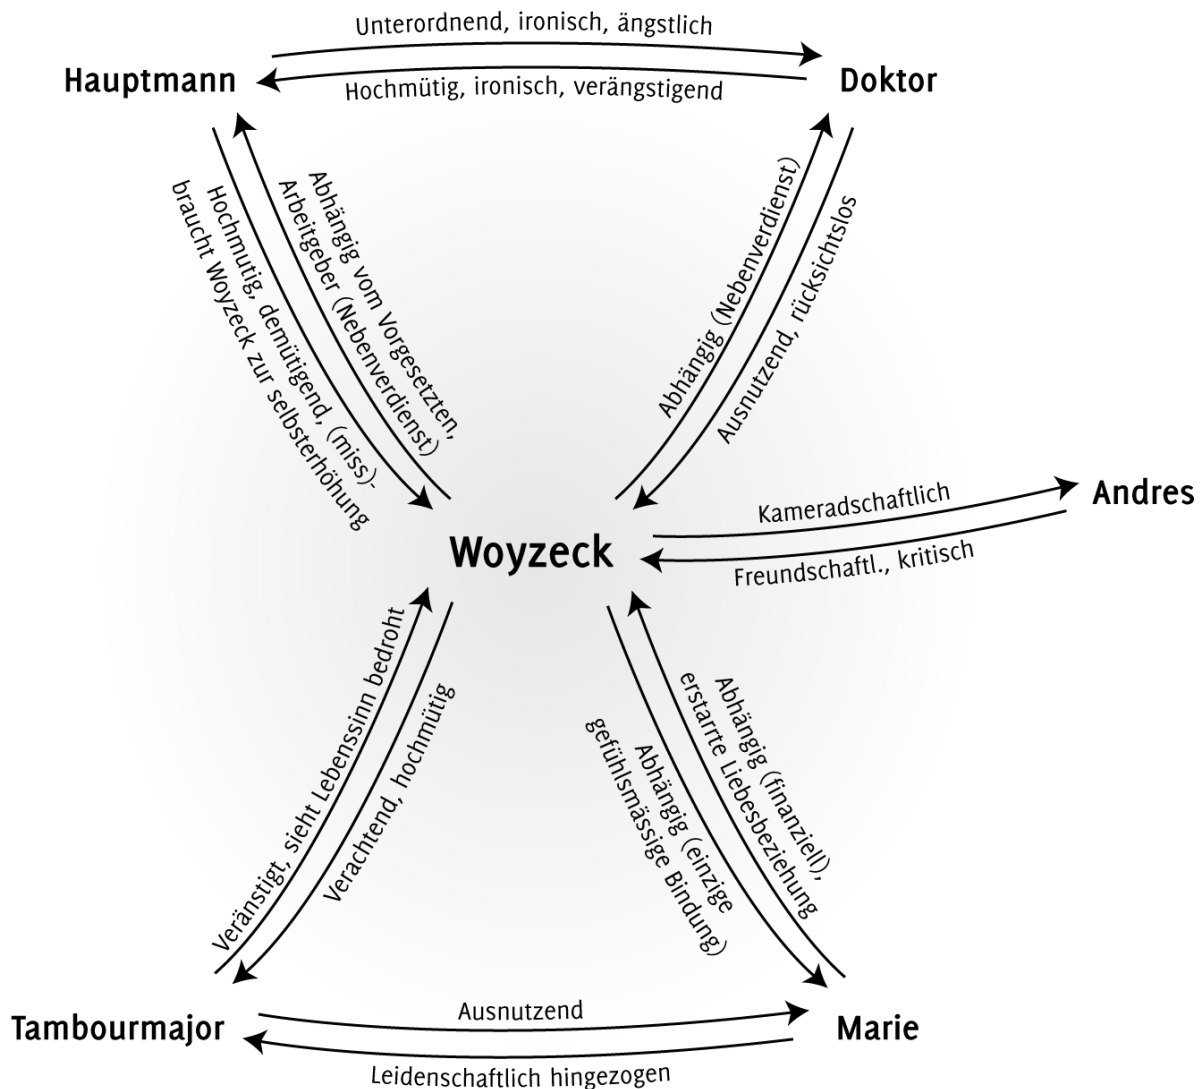 Unterordnend, ironisch, ängstlich
Hauptmann
Doktor
Hochmütig, ironisch, verängstigend
Hochmutig, demütigend, (miss)-
braucht Woyzeck zur selbsterhöhung
Abhängig vom Vorgesetzten,
Arbeitgeber (Nebenverdienst)
Abhängig (Nebenverdienst)
Ausnutzend, rücksichtslos
Kameradschaftlich
Andres
Woyzeck
Freundschaftl., kritisch
Veränstigt, sieht Lebenssinn bedroht
Verachtend, hochmütig
Abhängig (einzige
gefühlsmässige Bindung)
Abhängig (finanziell),
erstarrte Liebesbeziehung
Tambourmajor
Ausnutzend
Marie
Leidenschaftlich hingezogen